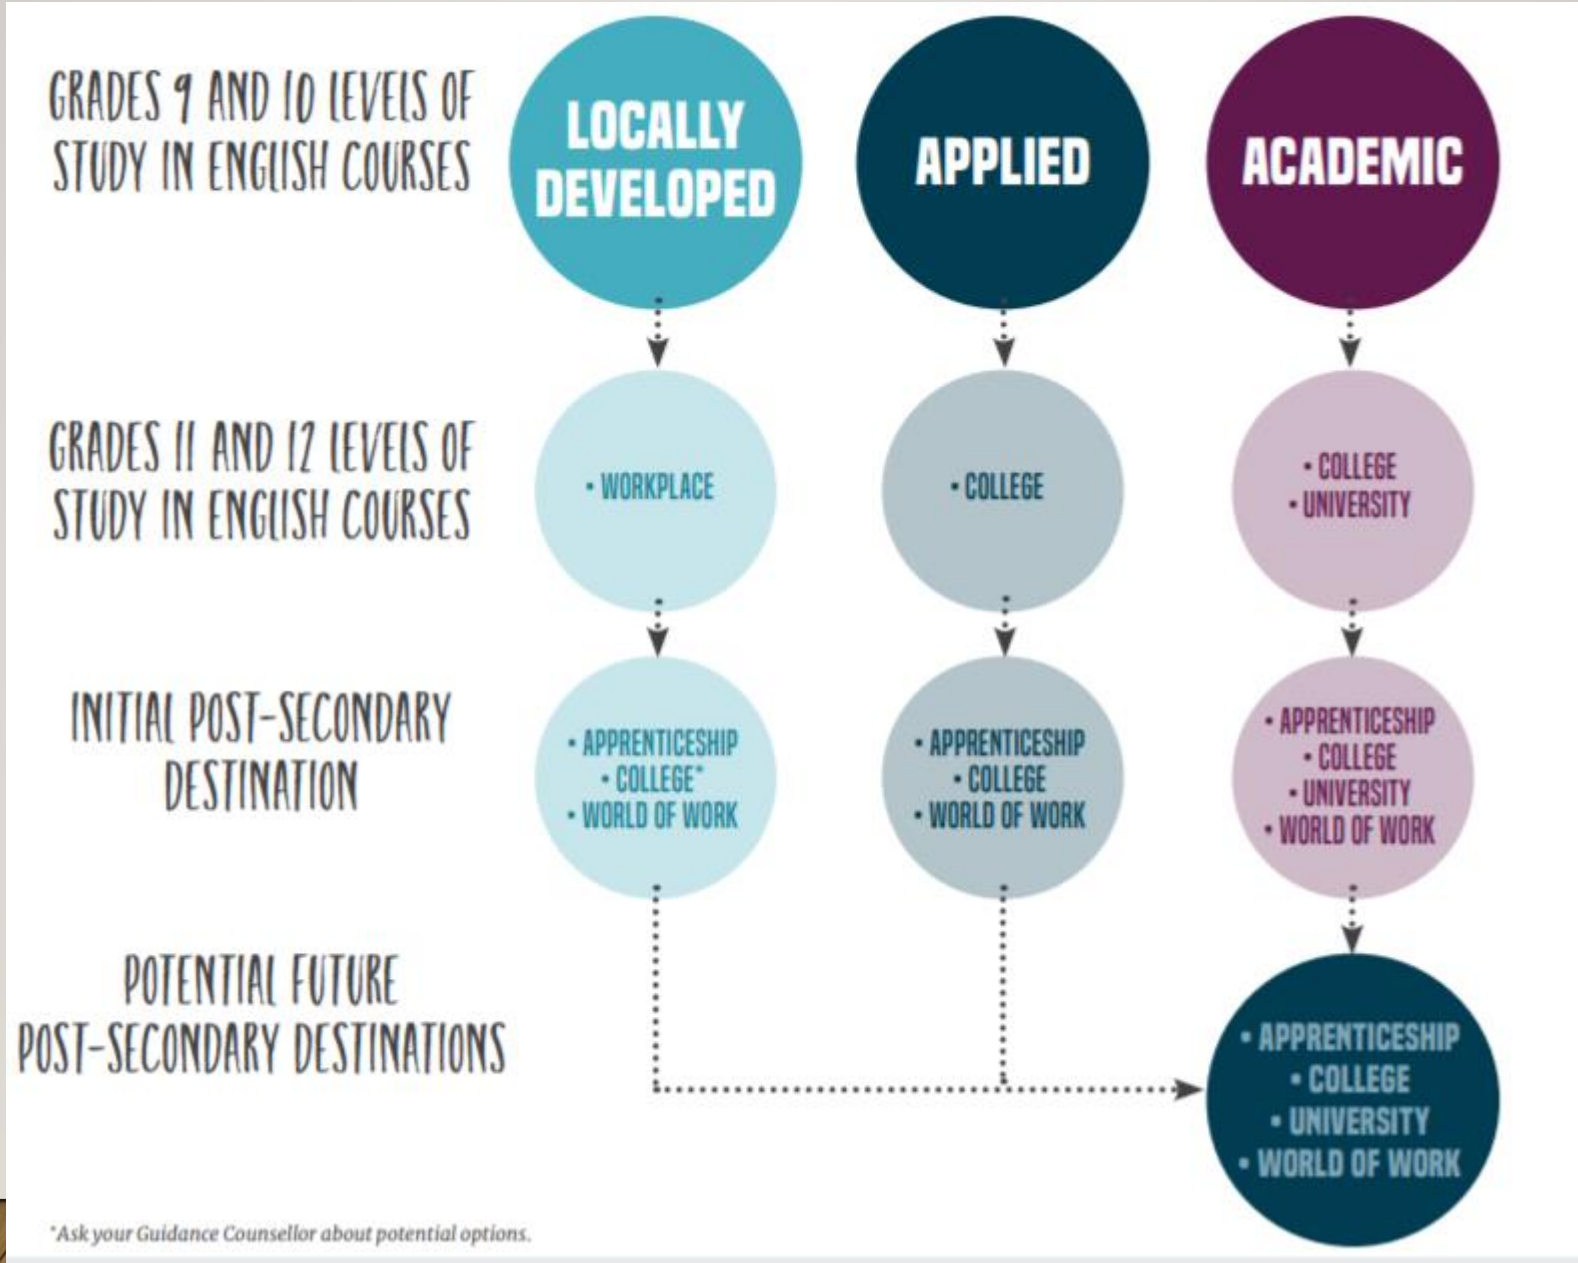 GRADES 9 AND 10 LEVELS OF
STUDY IN ENGLISH COURSES
LOCALLY
DEVELOPED
APPLIED
ACADEMIC
GRADES 11 AND 12 LEVELS OF
STUDY IN ENGLISH COURSES
• WORKPLACE
• COLLEGE
• COLLEGE
• UNIVERSITY
INITIAL POST-SECONDARY
DESTINATION
• APPRENTICESHIP
• COLLEGE*
• WORLD OF WORK
• APPRENTICESHIP
• COLLEGE
• WORLD OF WORK
• APPRENTICESHIP
• COLLEGE
• UNIVERSITY
• WORLD OF WORK
POTENTIAL FUTURE
POST-SECONDARY DESTINATIONS
• APPRENTICESHIP
• COLLEGE
• UNIVERSITY
• WORLD OF WORK
*Ask your Guidance Counsellor about potential options.